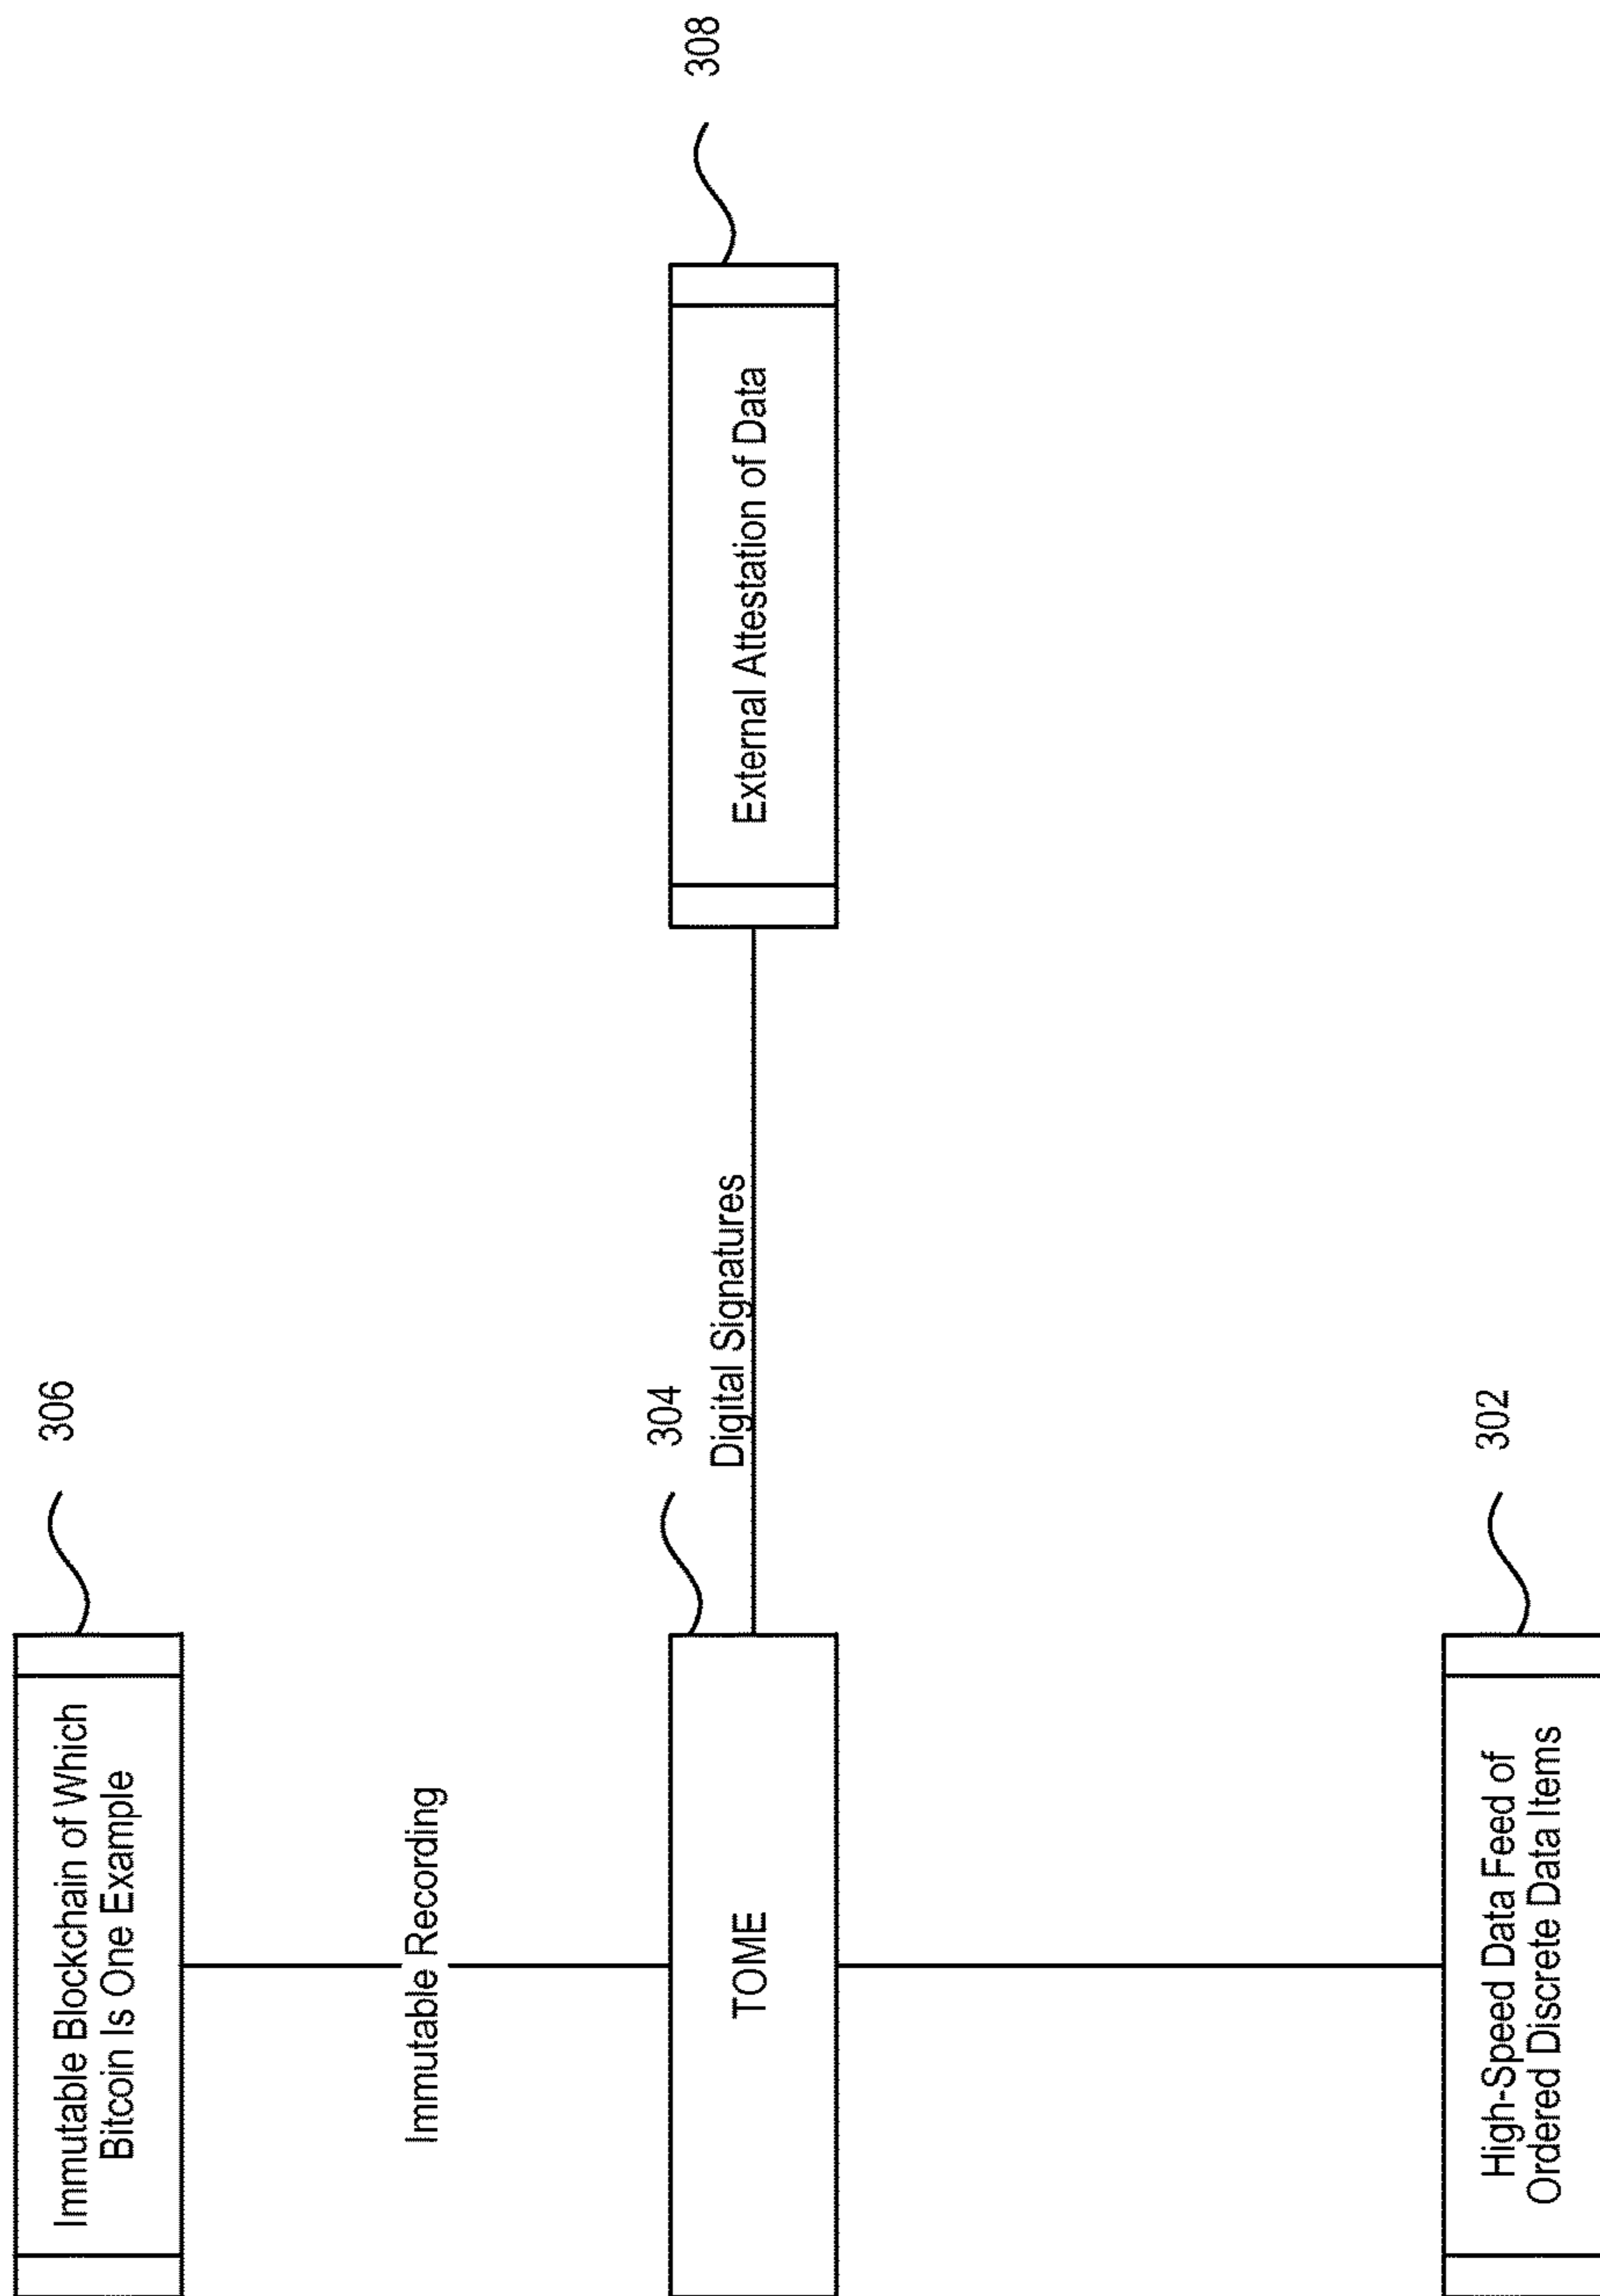 306
Immutable Blockchain of Which
Bitcoin Is One Example
Immutable Recording
304
TOME
Digital Signatures
308
External Attestation of Data
302
High-Speed Data Feed of
Ordered Discrete Data Items